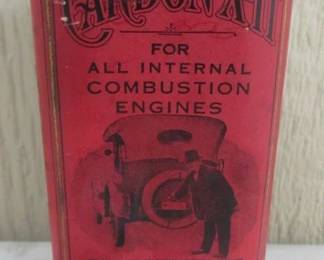 FOR
ALL INTERNAL
COMBUSTION
ENGINES